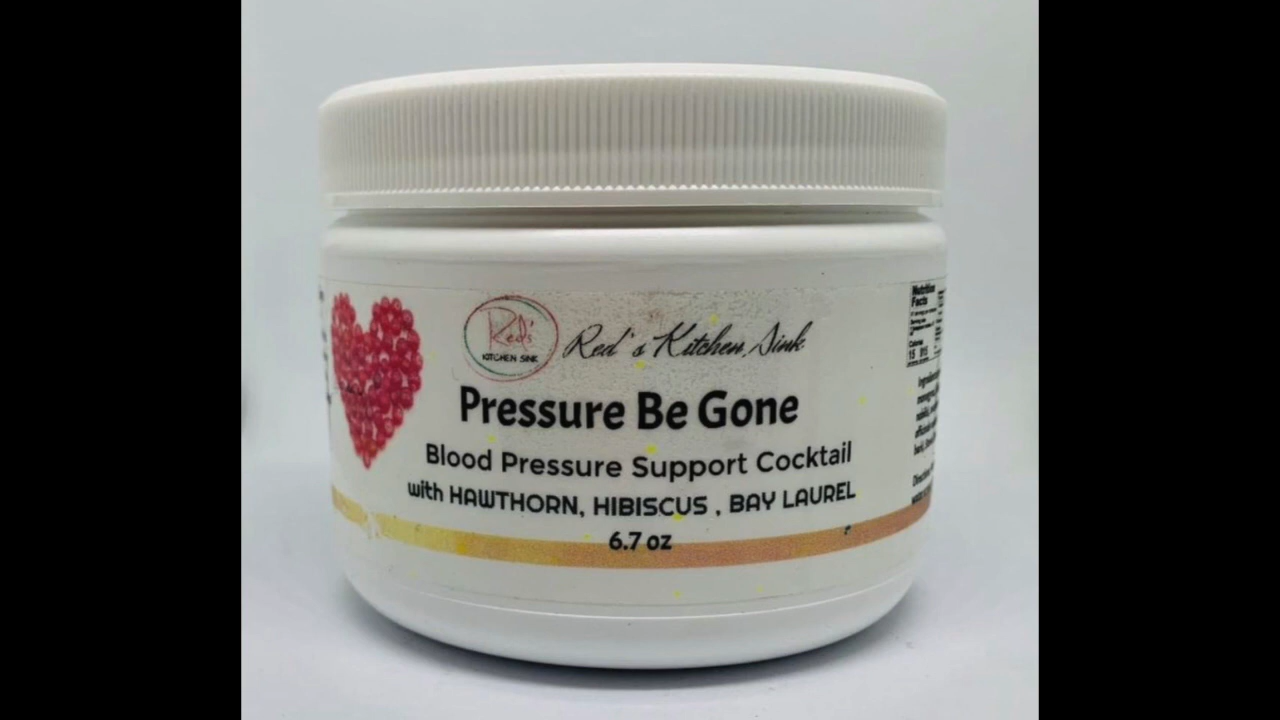 Red's
KITCHEN SINK
Red's Kitchen Sink
Pressure Be Gone
Blood Pressure Support Cocktail
with HAWTHORN, HIBISCUS , BAY LAUREL
6.7 oz
Nutrition
Facts
Calories